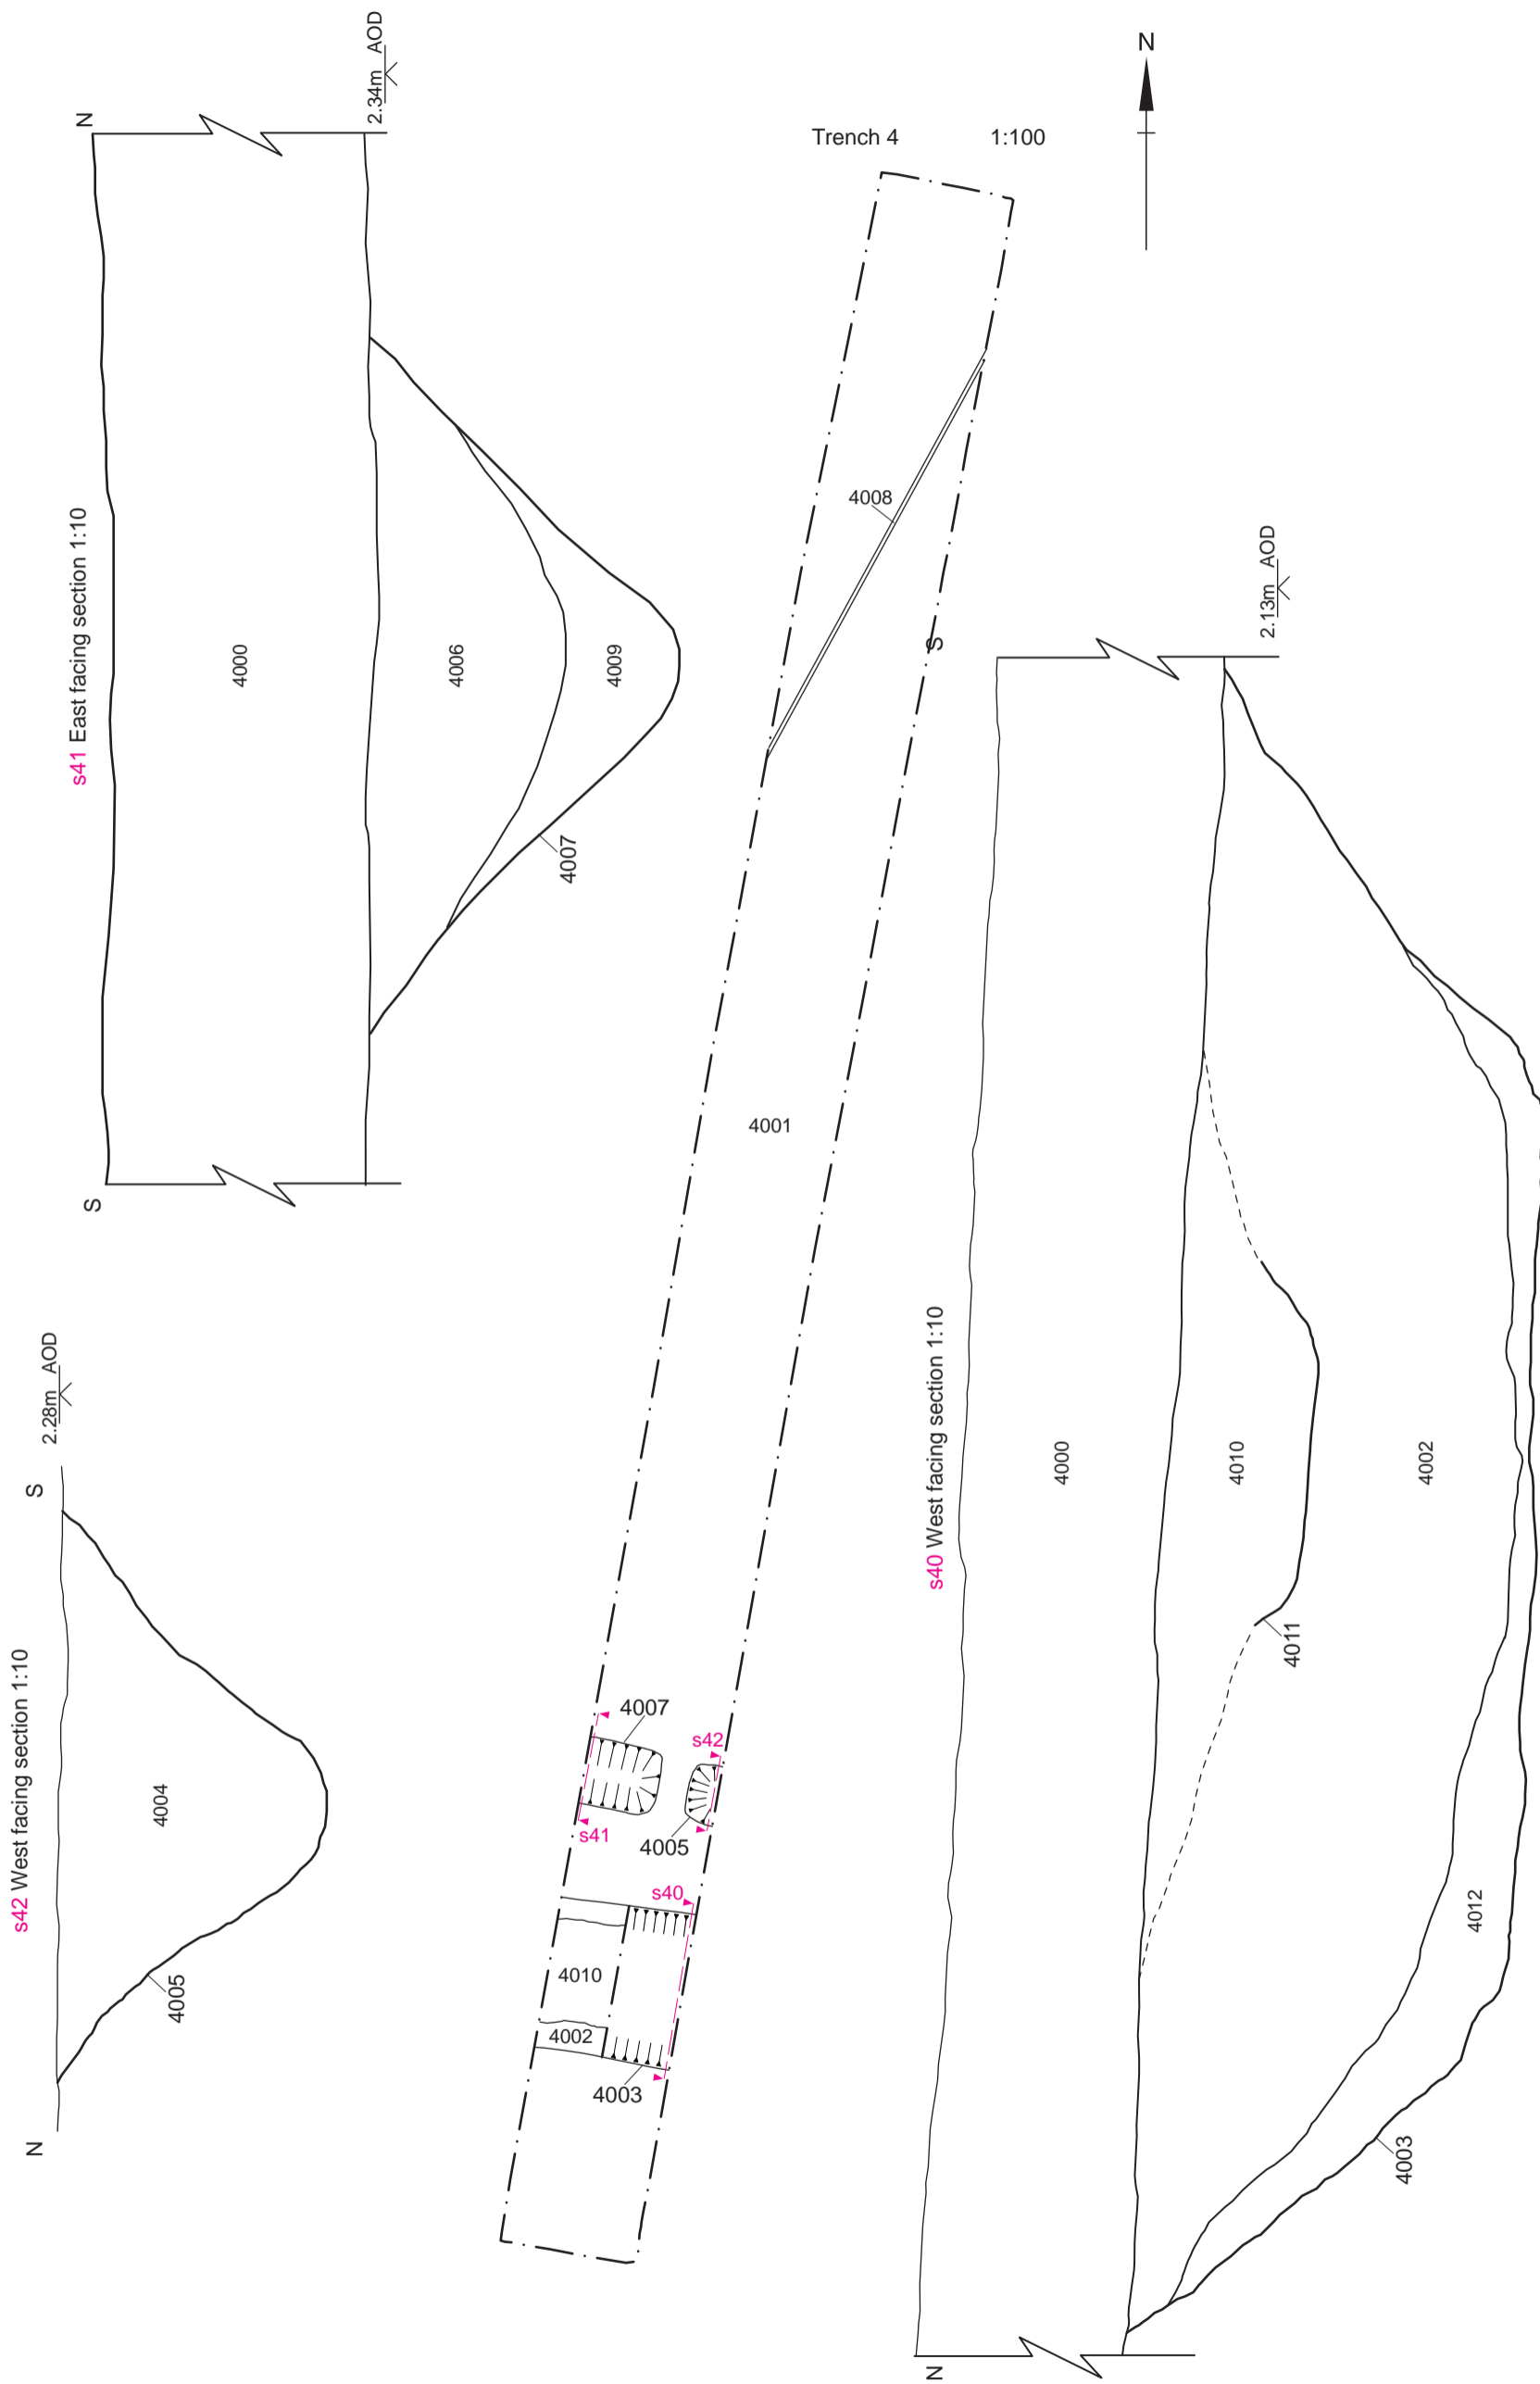 N
2.34m AOD
s41 East facing section 1:10
4000
4006
4009
4007
S
Trench 4
1:100
N
4008
4001
4007
s42
s41
4005
s40
4010
4002
4003
2.28m AOD
S
s42 West facing section 1:10
4004
4005
N
S
2.13m AOD
s40 West facing section 1:10
4000
4010
4002
4011
4012
4003
N